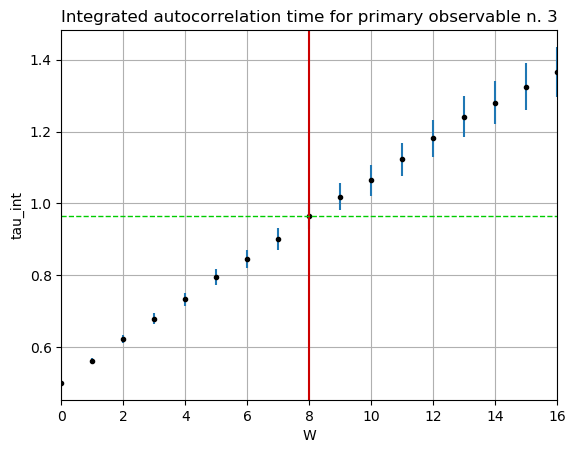 Integrated autocorrelation time for primary observable n. 3
1.4
1.2
1.0
0.8
0.6
tau_int
0 2 4 6 8 10 12 14 16
W